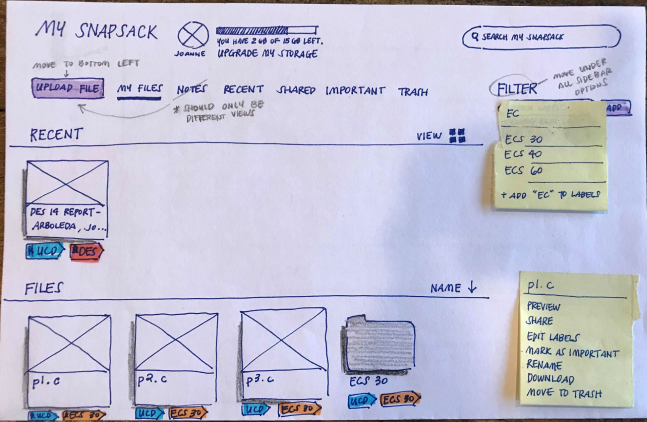 MY SNAPSACK
JOANNE
YOU HAVE 2 GB OF 15 GB LEFT.
UPGRADE MY STORAGE
SEARCH MY SNAPSACK
MOVE TO BOTTOM LEFT
UPLOAD FILE
MY FILES
NOTES
RECENT
SHARED
IMPORTANT
TRASH
* SHOULD ONLY BE
DIFFERENT VIEWS
FILTER
MOVE UNDER
ALL SIDEBAR
OPTIONS
ADD
EC
ECS 30
ECS 40
ECS 60
+ ADD "EC" TO LABELS
RECENT
VIEW
DES 14 REPORT-
ARBOLEDA, JO...
UCD
DES
FILES
NAME ↓
p1.c
UCD
ECS 30
p2.c
UCD
ECS 30
p3.c
UCD
ECS 30
ECS 30
UCD
ECS 30
p1.c
PREVIEW
SHARE
EDIT LABELS
MARK AS IMPORTANT
RENAME
DOWNLOAD
MOVE TO TRASH